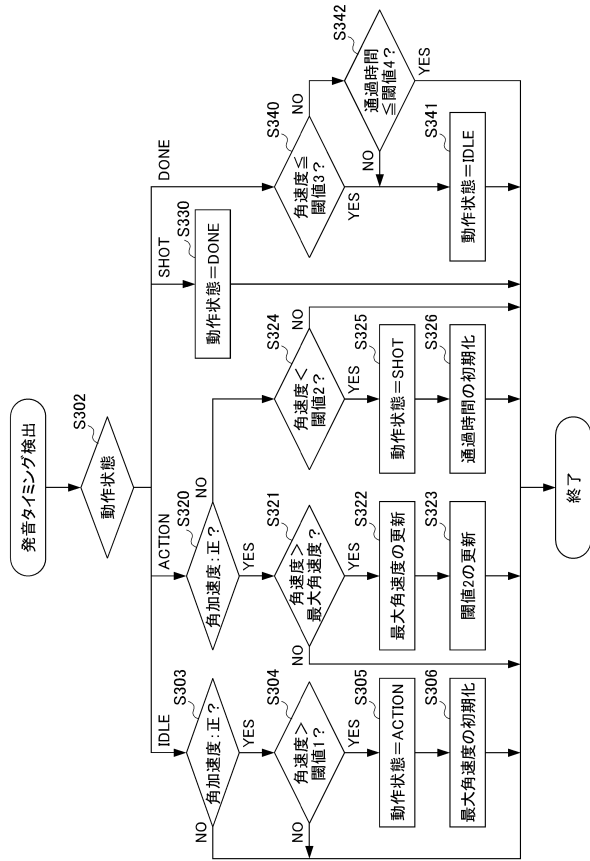 発音タイミング検出
S302
動作状態
IDLE
ACTION
SHOT
DONE
S303
角加速度:正?
NO
YES
S304
角速度>
閾値1?
NO
YES
S305
動作状態=ACTION
S306
最大角速度の初期化
S320
角加速度:正?
NO
YES
S321
角速度>
最大角速度?
NO
YES
S322
最大角速度の更新
S323
閾値2の更新
S324
角速度<
閾値2?
NO
YES
S325
動作状態=SHOT
S326
通過時間の初期化
S330
動作状態=DONE
S340
角速度≦
閾値3?
NO
YES
S342
通過時間
≦閾値4?
NO
YES
S341
動作状態=IDLE
終了